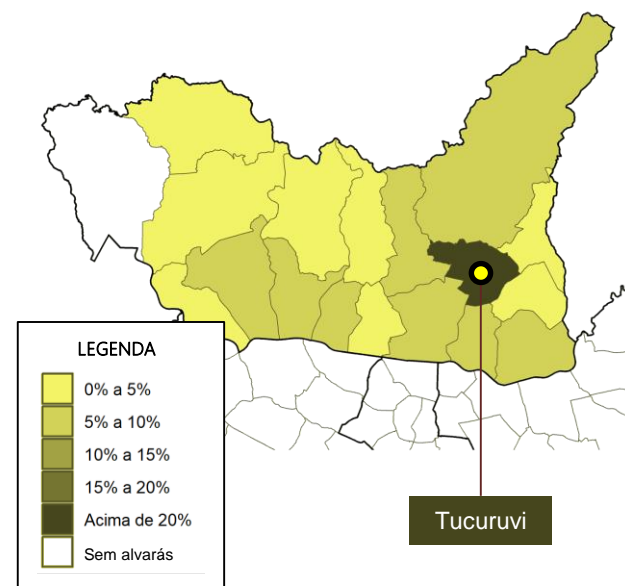 LEGENDA
0% a 5%
5% a 10%
10% a 15%
15% a 20%
Acima de 20%
Sem alvarás
Tucuruvi